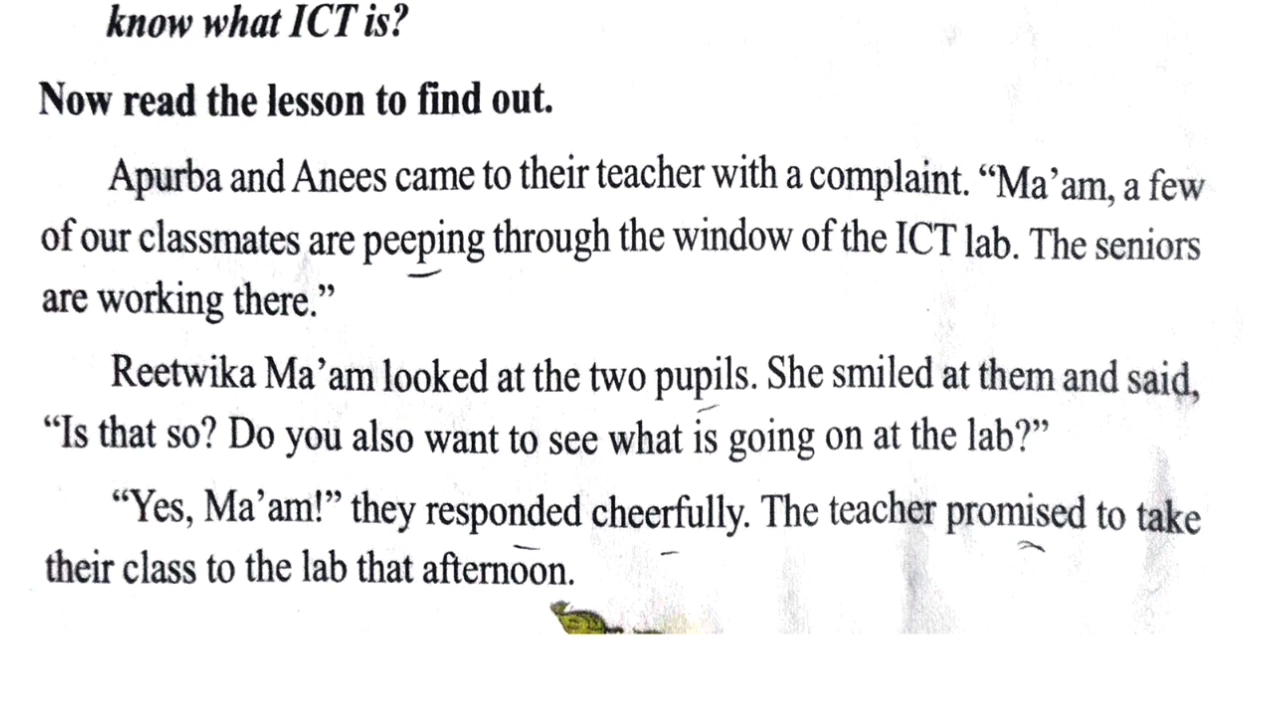 know what ICT is?
Now read the lesson to find out.
Apurba and Anees came to their teacher with a complaint. “Ma’am, a few
of our classmates are peeping through the window of the ICT lab. The seniors
are working there.”
Reetwika Ma’am looked at the two pupils. She smiled at them and said,
“Is that so? Do you also want to see what is going on at the lab?”
“Yes, Ma’am!” they responded cheerfully. The teacher promised to take
their class to the lab that afternoon.